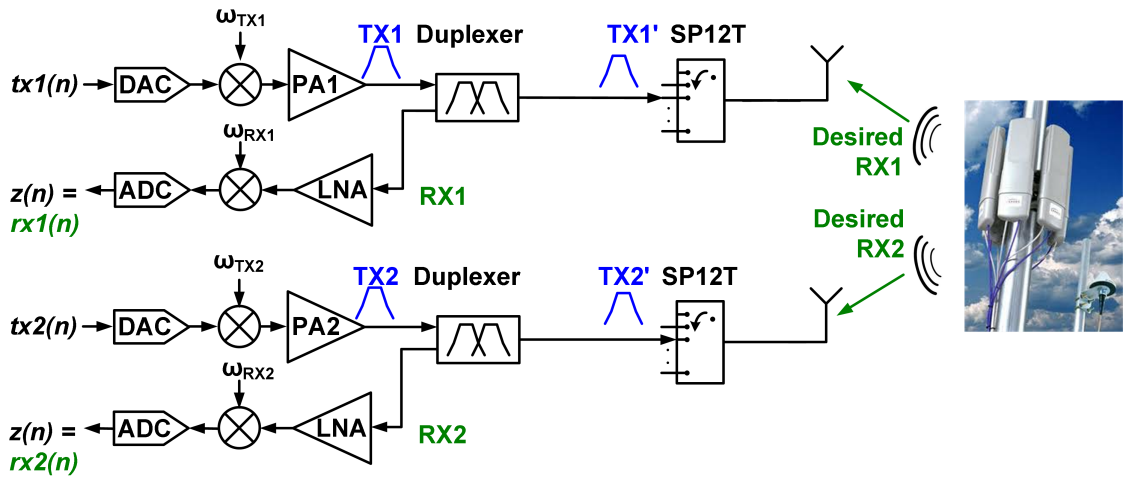 ωTX1
TX1 Duplexer
TX1' SP12T
tx1(n)
DAC
PA1
ωRX1
Desired
RX1
z(n) =
rx1(n)
ADC
LNA
RX1
Desired
RX2
ωTX2
TX2 Duplexer
TX2' SP12T
tx2(n)
DAC
PA2
ωRX2
z(n) =
rx2(n)
ADC
LNA
RX2